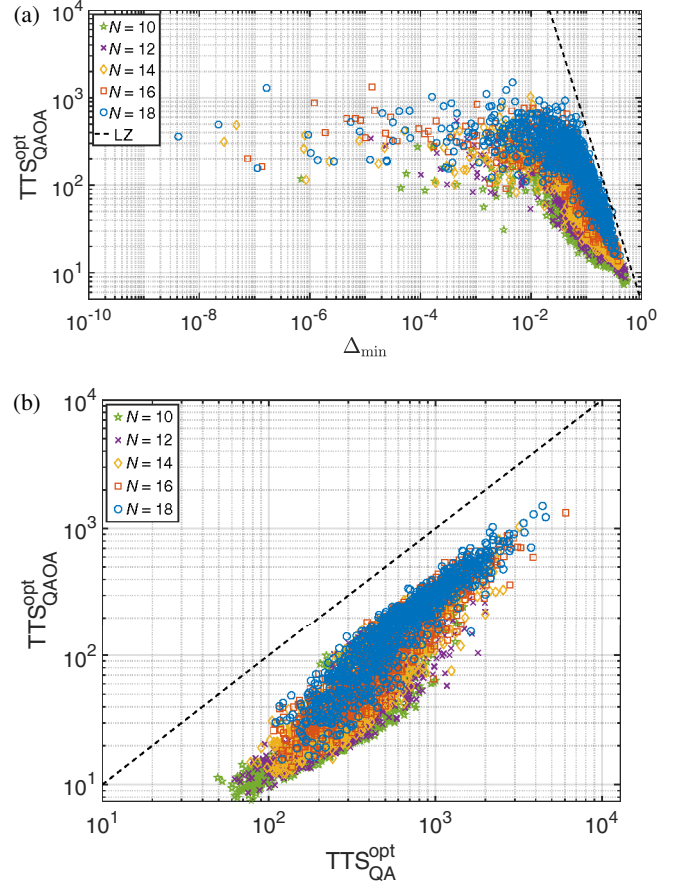 (a)
10^4
10^3
10^2
10^1
TTS^opt_QAOA
N = 10
N = 12
N = 14
N = 16
N = 18
LZ
10^-10 10^-8 10^-6 10^-4 10^-2 10^0
Δ_min
(b)
10^4
10^3
10^2
10^1
TTS^opt_QAOA
N = 10
N = 12
N = 14
N = 16
N = 18
10^1 10^2 10^3 10^4
TTS^opt_QA